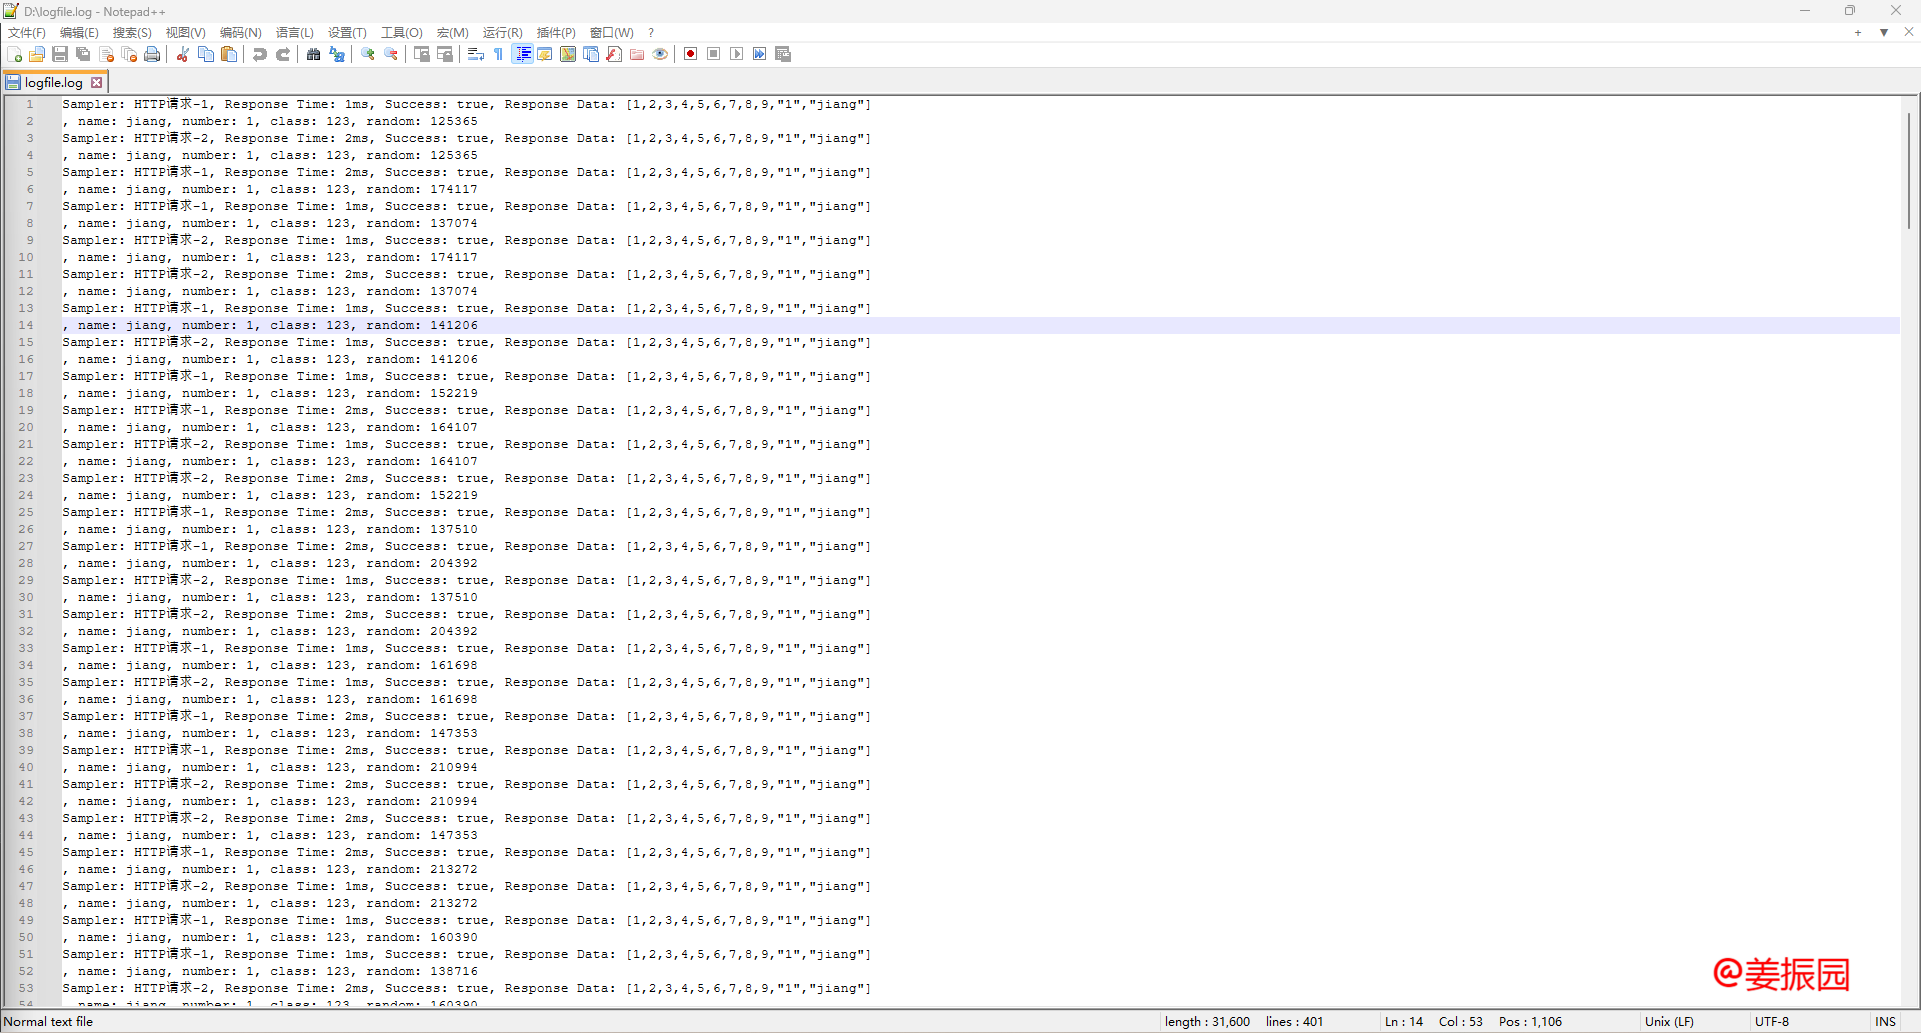 D:\logfile.log - Notepad++
文件(F) 编辑(E) 搜索(S) 视图(V) 编码(N) 语言(L) 设置(T) 工具(O) 宏(M) 运行(R) 插件(P) 窗口(W) ?
logfile.log
1 Sampler: HTTP请求-1, Response Time: 1ms, Success: true, Response Data: [1,2,3,4,5,6,7,8,9,"1","jiang"]
2 , name: jiang, number: 1, class: 123, random: 125365
3 Sampler: HTTP请求-2, Response Time: 2ms, Success: true, Response Data: [1,2,3,4,5,6,7,8,9,"1","jiang"]
4 , name: jiang, number: 1, class: 123, random: 125365
5 Sampler: HTTP请求-1, Response Time: 2ms, Success: true, Response Data: [1,2,3,4,5,6,7,8,9,"1","jiang"]
6 , name: jiang, number: 1, class: 123, random: 174117
7 Sampler: HTTP请求-1, Response Time: 1ms, Success: true, Response Data: [1,2,3,4,5,6,7,8,9,"1","jiang"]
8 , name: jiang, number: 1, class: 123, random: 137074
9 Sampler: HTTP请求-2, Response Time: 1ms, Success: true, Response Data: [1,2,3,4,5,6,7,8,9,"1","jiang"]
10 , name: jiang, number: 1, class: 123, random: 174117
11 Sampler: HTTP请求-2, Response Time: 2ms, Success: true, Response Data: [1,2,3,4,5,6,7,8,9,"1","jiang"]
12 , name: jiang, number: 1, class: 123, random: 137074
13 Sampler: HTTP请求-1, Response Time: 1ms, Success: true, Response Data: [1,2,3,4,5,6,7,8,9,"1","jiang"]
14 , name: jiang, number: 1, class: 123, random: 141206
15 Sampler: HTTP请求-2, Response Time: 1ms, Success: true, Response Data: [1,2,3,4,5,6,7,8,9,"1","jiang"]
16 , name: jiang, number: 1, class: 123, random: 141206
17 Sampler: HTTP请求-1, Response Time: 1ms, Success: true, Response Data: [1,2,3,4,5,6,7,8,9,"1","jiang"]
18 , name: jiang, number: 1, class: 123, random: 152219
19 Sampler: HTTP请求-1, Response Time: 2ms, Success: true, Response Data: [1,2,3,4,5,6,7,8,9,"1","jiang"]
20 , name: jiang, number: 1, class: 123, random: 164107
21 Sampler: HTTP请求-2, Response Time: 1ms, Success: true, Response Data: [1,2,3,4,5,6,7,8,9,"1","jiang"]
22 , name: jiang, number: 1, class: 123, random: 164107
23 Sampler: HTTP请求-2, Response Time: 2ms, Success: true, Response Data: [1,2,3,4,5,6,7,8,9,"1","jiang"]
24 , name: jiang, number: 1, class: 123, random: 152219
25 Sampler: HTTP请求-1, Response Time: 2ms, Success: true, Response Data: [1,2,3,4,5,6,7,8,9,"1","jiang"]
26 , name: jiang, number: 1, class: 123, random: 137510
27 Sampler: HTTP请求-1, Response Time: 2ms, Success: true, Response Data: [1,2,3,4,5,6,7,8,9,"1","jiang"]
28 , name: jiang, number: 1, class: 123, random: 204392
29 Sampler: HTTP请求-2, Response Time: 1ms, Success: true, Response Data: [1,2,3,4,5,6,7,8,9,"1","jiang"]
30 , name: jiang, number: 1, class: 123, random: 137510
31 Sampler: HTTP请求-2, Response Time: 2ms, Success: true, Response Data: [1,2,3,4,5,6,7,8,9,"1","jiang"]
32 , name: jiang, number: 1, class: 123, random: 204392
33 Sampler: HTTP请求-1, Response Time: 1ms, Success: true, Response Data: [1,2,3,4,5,6,7,8,9,"1","jiang"]
34 , name: jiang, number: 1, class: 123, random: 161698
35 Sampler: HTTP请求-2, Response Time: 1ms, Success: true, Response Data: [1,2,3,4,5,6,7,8,9,"1","jiang"]
36 , name: jiang, number: 1, class: 123, random: 161698
37 Sampler: HTTP请求-1, Response Time: 2ms, Success: true, Response Data: [1,2,3,4,5,6,7,8,9,"1","jiang"]
38 , name: jiang, number: 1, class: 123, random: 147353
39 Sampler: HTTP请求-1, Response Time: 2ms, Success: true, Response Data: [1,2,3,4,5,6,7,8,9,"1","jiang"]
40 , name: jiang, number: 1, class: 123, random: 210994
41 Sampler: HTTP请求-2, Response Time: 2ms, Success: true, Response Data: [1,2,3,4,5,6,7,8,9,"1","jiang"]
42 , name: jiang, number: 1, class: 123, random: 210994
43 Sampler: HTTP请求-2, Response Time: 2ms, Success: true, Response Data: [1,2,3,4,5,6,7,8,9,"1","jiang"]
44 , name: jiang, number: 1, class: 123, random: 147353
45 Sampler: HTTP请求-1, Response Time: 2ms, Success: true, Response Data: [1,2,3,4,5,6,7,8,9,"1","jiang"]
46 , name: jiang, number: 1, class: 123, random: 213272
47 Sampler: HTTP请求-2, Response Time: 1ms, Success: true, Response Data: [1,2,3,4,5,6,7,8,9,"1","jiang"]
48 , name: jiang, number: 1, class: 123, random: 213272
49 Sampler: HTTP请求-1, Response Time: 1ms, Success: true, Response Data: [1,2,3,4,5,6,7,8,9,"1","jiang"]
50 , name: jiang, number: 1, class: 123, random: 160390
51 Sampler: HTTP请求-1, Response Time: 1ms, Success: true, Response Data: [1,2,3,4,5,6,7,8,9,"1","jiang"]
52 , name: jiang, number: 1, class: 123, random: 138716
53 Sampler: HTTP请求-2, Response Time: 2ms, Success: true, Response Data: [1,2,3,4,5,6,7,8,9,"1","jiang"]
54 , name: jiang, number: 1, class: 123, random: 160390
@姜振园
Normal text file length : 31,600 lines : 401 Ln : 14 Col : 53 Pos : 1,106 Unix (LF) UTF-8 INS